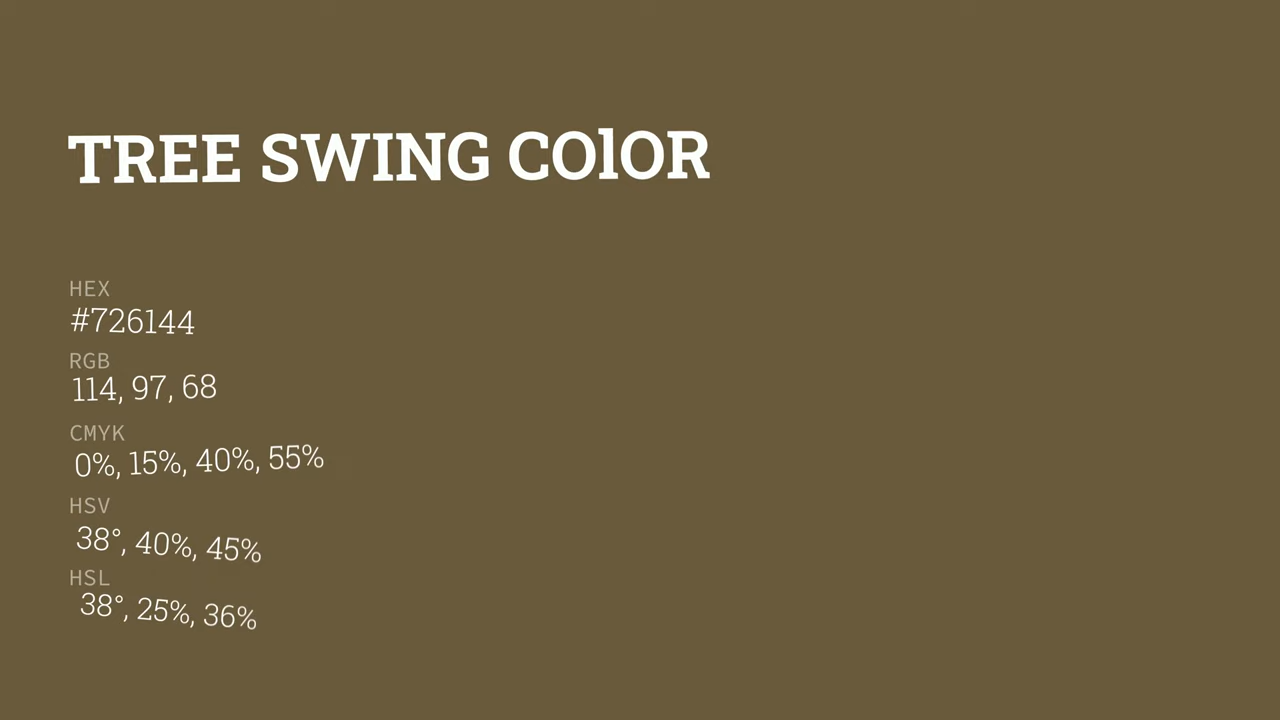 TREE SWING COlOR
HEX
#726144
RGB
114, 97, 68
CMYK
0%, 15%, 40%, 55%
HSV
38°, 40%, 45%
HSL
38°, 25%, 36%